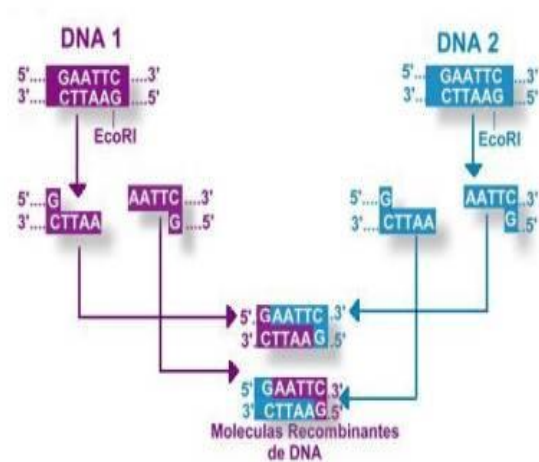 DNA 1
DNA 2
5'....GAATTC...3'
3'....CTTAAG...5'
EcoRI
5'....GAATTC...3'
3'....CTTAAG...5'
EcoRI
5'....G
3'....CTTAA
AATTC....3'
G....5'
5'....G
3'....CTTAA
AATTC...3'
G...5'
5'.GAATTC.3'
3'.CTTAAG.5'
5' GAATTC.3'
3' CTTAAG.5'
Moleculas Recombinantes
de DNA